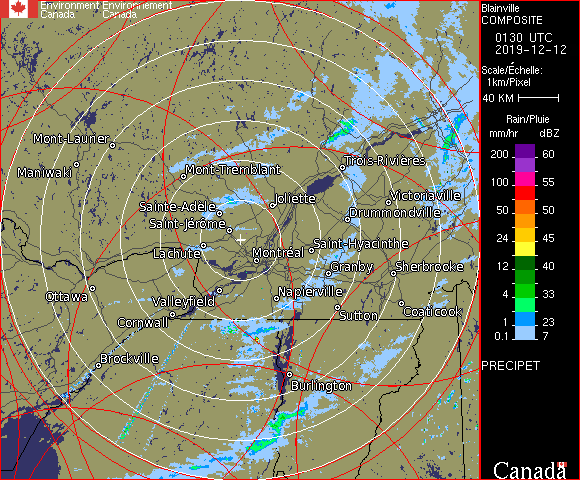 Environment Environnement
Canada Canada
Blainville
COMPOSITE
0130 UTC
2019-12-12
Scale/Échelle:
1km/Pixel
40 KM
Rain/Pluie
mm/hr dBZ
200 60
100 55
50 50
24 45
12 40
4 33
1 23
0.1 7
PRECIPET
Canada
Mont-Laurier
Maniwaki
Mont-Tremblant
Trois-Rivières
Sainte-Adele
Joliette
Victoriaville
Drummondville
Saint-Jérôme
Lachute
Montréal
Saint-Hyacinthe
Granby
Sherbrooke
Ottawa
Valleyfield
Napierville
Cornwall
Sutton
Coaticook
Brockville
Burlington